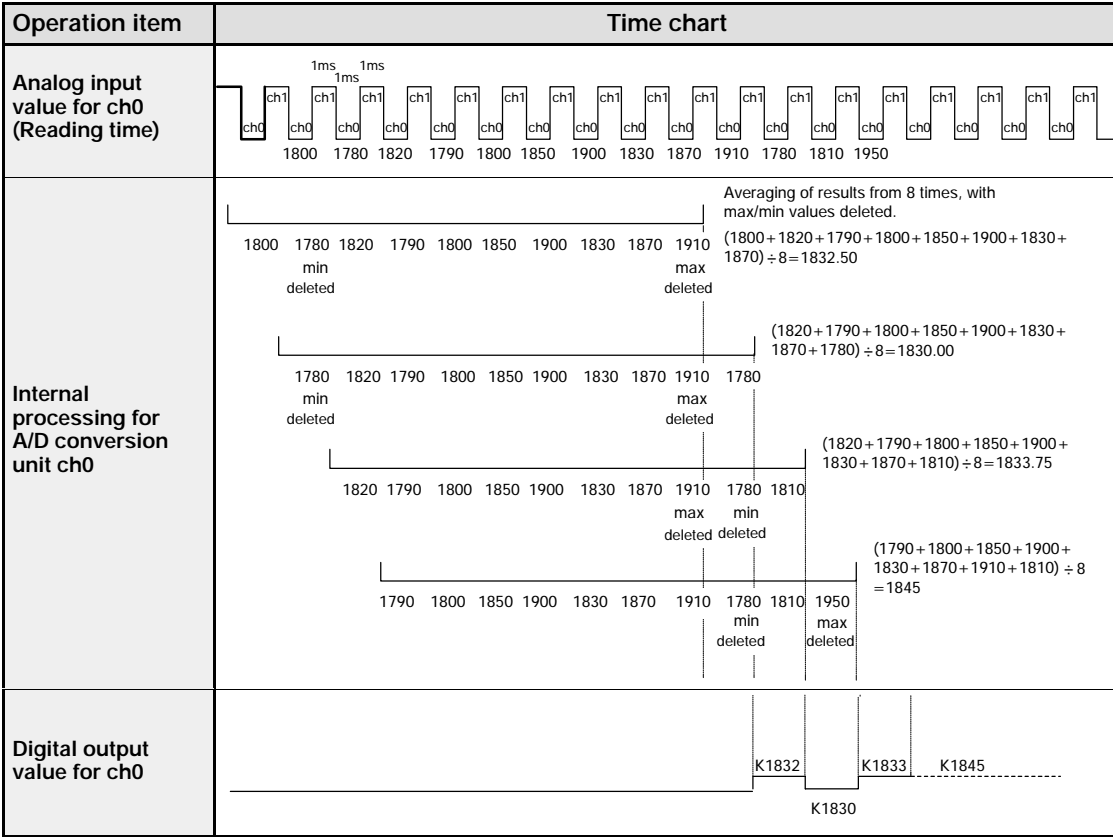 Operation item
Time chart
Analog input
value for ch0
(Reading time)
1ms 1ms
1ms
ch1 ch1 ch1 ch1 ch1 ch1 ch1 ch1 ch1 ch1 ch1 ch1 ch1 ch1 ch1 ch1 ch1 ch1
ch0 ch0 ch0 ch0 ch0 ch0 ch0 ch0 ch0 ch0 ch0 ch0 ch0 ch0 ch0 ch0 ch0 ch0
1800 1780 1820 1790 1800 1850 1900 1830 1870 1910 1780 1810 1950
Internal
processing for
A/D conversion
unit ch0
Averaging of results from 8 times, with
max/min values deleted.
(1800+1820+1790+1800+1850+1900+1830+
1870)÷8=1832.50
1800 1780 1820 1790 1800 1850 1900 1830 1870 1910
min max
deleted deleted
(1820+1790+1800+1850+1900+1830+
1870+1780)÷8=1830.00
1780 1820 1790 1800 1850 1900 1830 1870 1910 1780
min max
deleted deleted
(1820+1790+1800+1850+1900+
1830+1870+1810)÷8=1833.75
1820 1790 1800 1850 1900 1830 1870 1910 1780 1810
max min
deleted deleted
(1790+1800+1850+1900+
1830+1870+1910+1810)÷8
=1845
1790 1800 1850 1900 1830 1870 1910 1780 1810 1950
min max
deleted deleted
Digital output
value for ch0
K1832 K1833 K1845
K1830